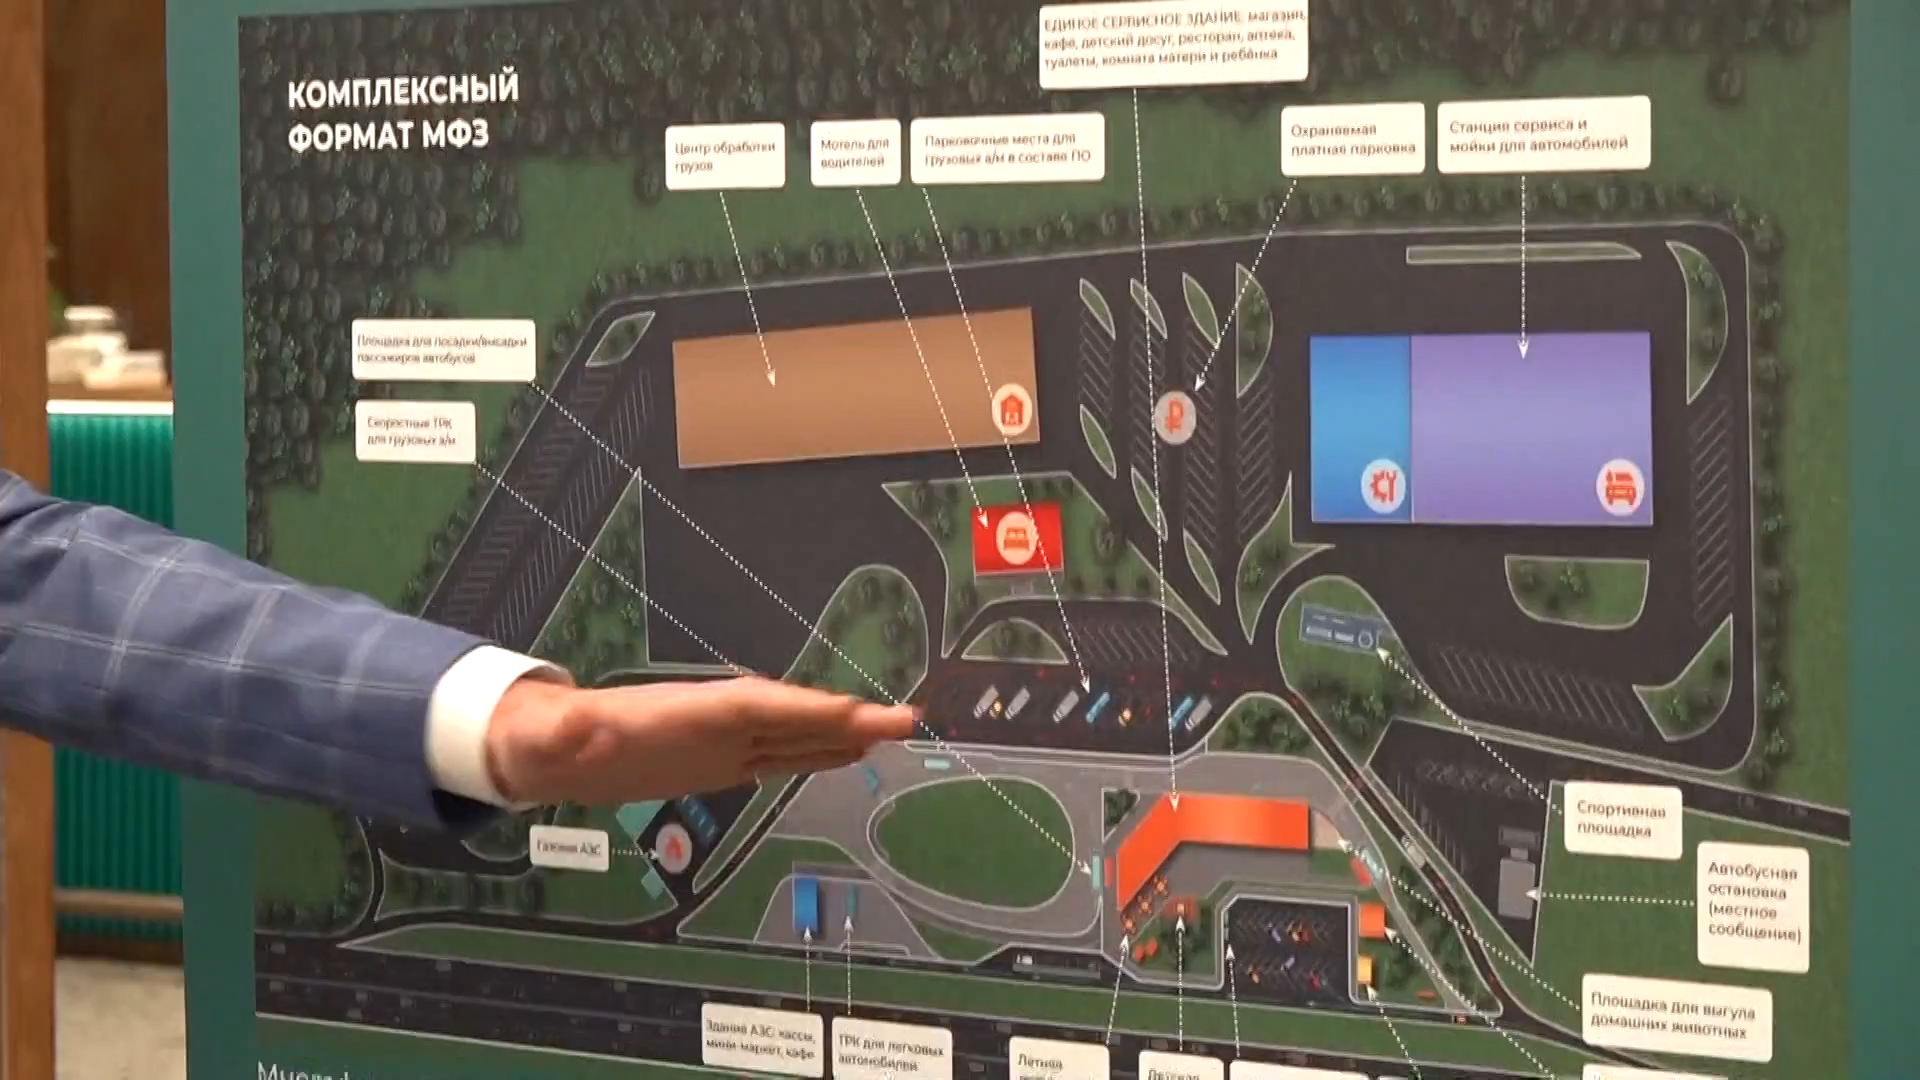 КОМПЛЕКСНЫЙ
ФОРМАТ МФЗ
ЕДИНОЕ СЕРВИСНОЕ ЗДАНИЕ: магазин,
кафе, детский досуг, ресторан, аптека,
туалеты, комната матери и ребёнка
Центр обработки
грузов
Мотель для
водителей
Парковочные места для
грузовых а/м в составе ПО
Охраняемая
платная парковка
Станция сервиса и
мойки для автомобилей
Площадка для посадки/высадки
пассажиров автобусов
Скоростные ТРК
для грузовых а/м
Газовая АЗС
Спортивная
площадка
Автобусная
остановка
(местное
сообщение)
Площадка для выгула
домашних животных
Здание АЗС: кассы,
мини-маркет, кафе
ТРК для легковых
автомобилей
Летняя
Детская